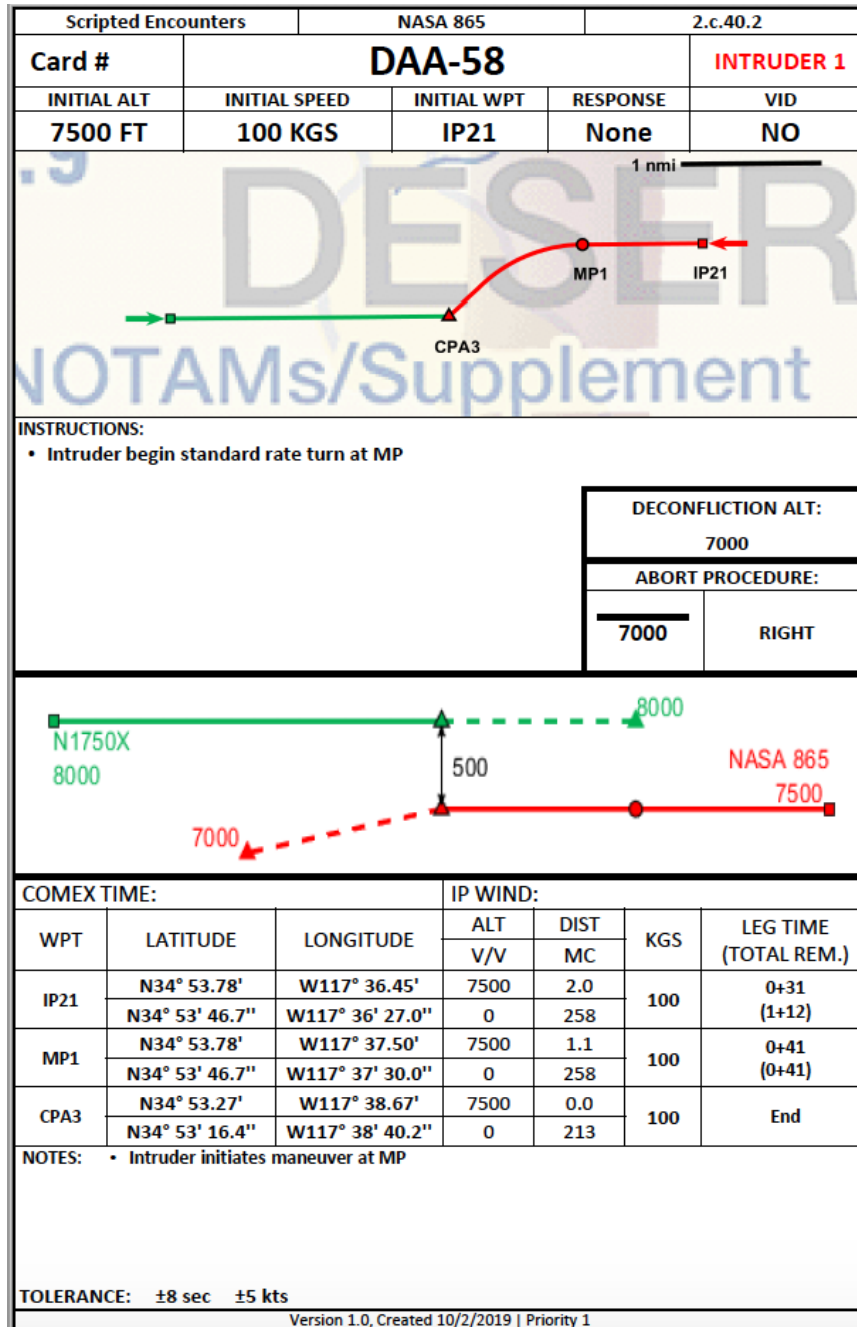 Scripted Encounters NASA 865 2.c.40.2
Card # DAA-58 INTRUDER 1
INITIAL ALT INITIAL SPEED INITIAL WPT RESPONSE VID
7500 FT 100 KGS IP21 None NO
.9 DESER
1 nmi
MP1 IP21
CPA3
NOTAMs/Supplement
INSTRUCTIONS:
• Intruder begin standard rate turn at MP
DECONFLICTION ALT:
7000
ABORT PROCEDURE:
7000 RIGHT
8000
N1750X
8000
500
NASA 865
7500
7000
COMEX TIME: IP WIND:
WPT LATITUDE LONGITUDE ALT DIST KGS LEG TIME
V/V MC (TOTAL REM.)
IP21 N34° 53.78' W117° 36.45' 7500 2.0 100 0+31
N34° 53' 46.7'' W117° 36' 27.0'' 0 258 (1+12)
MP1 N34° 53.78' W117° 37.50' 7500 1.1 100 0+41
N34° 53' 46.7'' W117° 37' 30.0'' 0 258 (0+41)
CPA3 N34° 53.27' W117° 38.67' 7500 0.0 100 End
N34° 53' 16.4'' W117° 38' 40.2'' 0 213
NOTES: • Intruder initiates maneuver at MP
TOLERANCE: ±8 sec ±5 kts
Version 1.0, Created 10/2/2019 | Priority 1